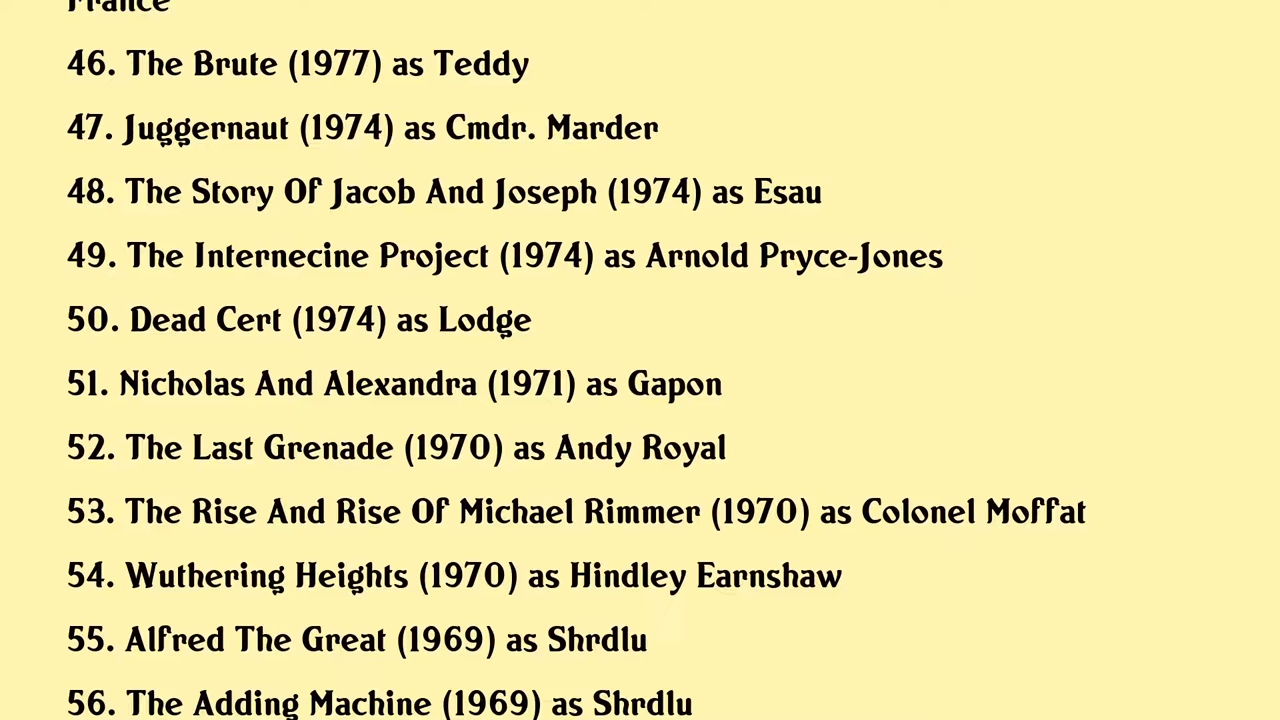 France
46. The Brute (1977) as Teddy
47. Juggernaut (1974) as Cmdr. Marder
48. The Story Of Jacob And Joseph (1974) as Esau
49. The Internecine Project (1974) as Arnold Pryce-Jones
50. Dead Cert (1974) as Lodge
51. Nicholas And Alexandra (1971) as Gapon
52. The Last Grenade (1970) as Andy Royal
53. The Rise And Rise Of Michael Rimmer (1970) as Colonel Moffat
54. Wuthering Heights (1970) as Hindley Earnshaw
55. Alfred The Great (1969) as Shrdlu
56. The Adding Machine (1969) as Shrdlu